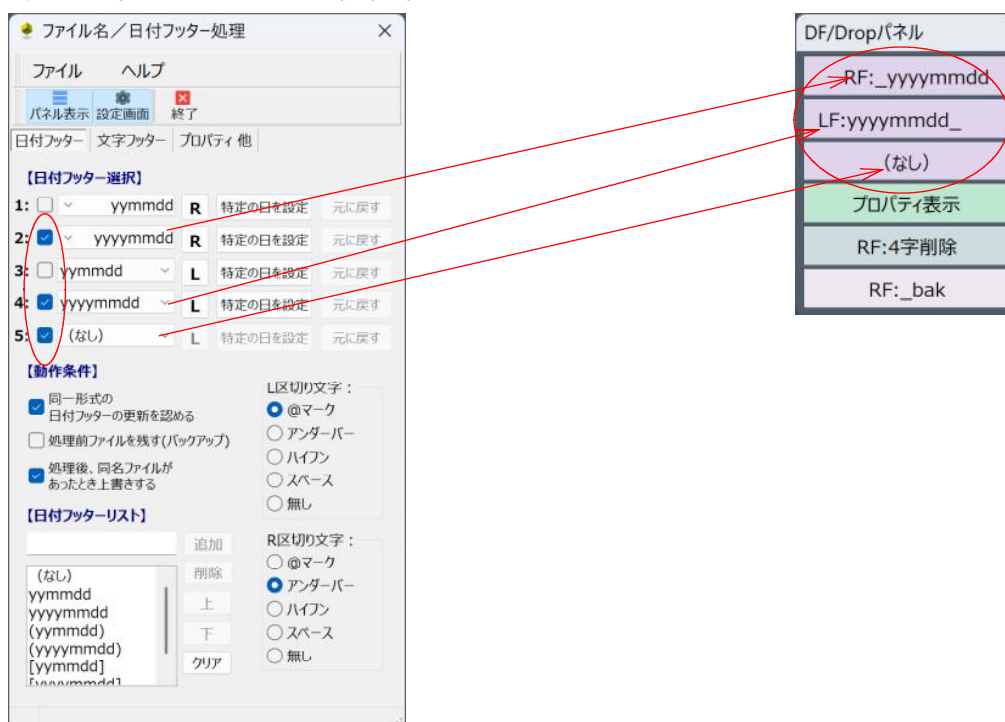 ファイル名／日付フッター処理
ファイル ヘルプ
パネル表示 設定画面 終了
日付フッター 文字フッター プロパティ 他
【日付フッター選択】
1: yymmdd R 特定の日を設定 元に戻す
2: yyyymmdd R 特定の日を設定 元に戻す
3: yymmdd L 特定の日を設定 元に戻す
4: yyyymmdd L 特定の日を設定 元に戻す
5: (なし) L 特定の日を設定 元に戻す
【動作条件】
同一形式の
日付フッターの更新を認める
処理前ファイルを残す(バックアップ)
処理後、同名ファイルが
あったとき上書きする
L区切り文字：
@マーク
アンダーバー
ハイフン
スペース
無し
【日付フッターリスト】
追加
削除
上
下
クリア
(なし)
yymmdd
yyyymmdd
(yymmdd)
(yyyymmdd)
[yymmdd]
[yyyymmdd]
R区切り文字：
@マーク
アンダーバー
ハイフン
スペース
無し
DF/Dropパネル
RF:_yyyymmdd
LF:yyyymmdd_
(なし)
プロパティ表示
RF:4字削除
RF:_bak